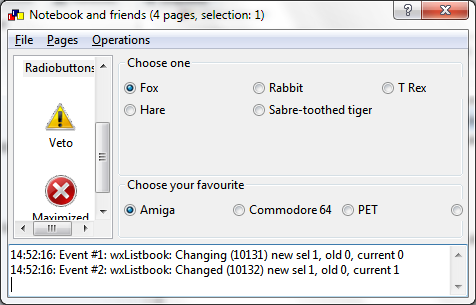 Notebook and friends (4 pages, selection: 1)
File Pages Operations
Radiobuttons
Veto
Maximized
Choose one
Fox Rabbit T Rex
Hare Sabre-toothed tiger
Choose your favourite
Amiga Commodore 64 PET
14:52:16: Event #1: wxListbook: Changing (10131) new sel 1, old 0, current 0
14:52:16: Event #2: wxListbook: Changed (10132) new sel 1, old 0, current 1